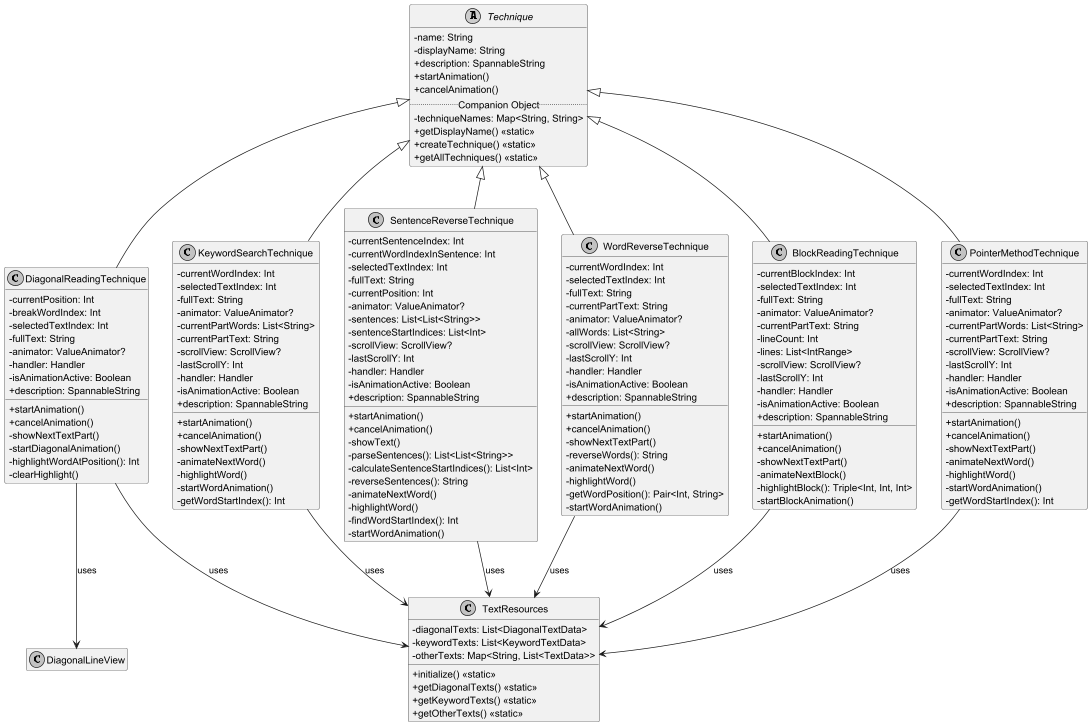 A Technique
-name: String
-displayName: String
+description: SpannableString
+startAnimation()
+cancelAnimation()
Companion Object
-techniqueNames: Map<String, String>
+getDisplayName() «static»
+createTechnique() «static»
+getAllTechniques() «static»
C DiagonalReadingTechnique
-currentPosition: Int
-breakWordIndex: Int
-selectedTextIndex: Int
-fullText: String
-animator: ValueAnimator?
-handler: Handler
-isAnimationActive: Boolean
+description: SpannableString
+startAnimation()
+cancelAnimation()
-showNextTextPart()
-startDiagonalAnimation()
-highlightWordAtPosition(): Int
-clearHighlight()
C KeywordSearchTechnique
-currentWordIndex: Int
-selectedTextIndex: Int
-fullText: String
-animator: ValueAnimator?
-currentPartWords: List<String>
-currentPartText: String
-scrollView: ScrollView?
-lastScrollY: Int
-handler: Handler
-isAnimationActive: Boolean
+description: SpannableString
+startAnimation()
+cancelAnimation()
-showNextTextPart()
-animateNextWord()
-highlightWord()
-startWordAnimation()
-getWordStartIndex(): Int
C SentenceReverseTechnique
-currentSentenceIndex: Int
-currentWordIndexInSentence: Int
-selectedTextIndex: Int
-fullText: String
-currentPosition: Int
-animator: ValueAnimator?
-sentences: List<List<String>>
-sentenceStartIndices: List<Int>
-scrollView: ScrollView?
-lastScrollY: Int
-handler: Handler
-isAnimationActive: Boolean
+description: SpannableString
+startAnimation()
+cancelAnimation()
-showText()
-parseSentences(): List<List<String>>
-calculateSentenceStartIndices(): List<Int>
-reverseSentences(): String
-animateNextWord()
-highlightWord()
-findWordStartIndex(): Int
-startWordAnimation()
C WordReverseTechnique
-currentWordIndex: Int
-selectedTextIndex: Int
-fullText: String
-currentPartText: String
-animator: ValueAnimator?
-allWords: List<String>
-scrollView: ScrollView?
-lastScrollY: Int
-handler: Handler
-isAnimationActive: Boolean
+description: SpannableString
+startAnimation()
+cancelAnimation()
-showNextTextPart()
-reverseWords(): String
-animateNextWord()
-highlightWord()
-getWordPosition(): Pair<Int, String>
-startWordAnimation()
C BlockReadingTechnique
-currentBlockIndex: Int
-selectedTextIndex: Int
-fullText: String
-animator: ValueAnimator?
-currentPartText: String
-lineCount: Int
-lines: List<IntRange>
-scrollView: ScrollView?
-lastScrollY: Int
-handler: Handler
-isAnimationActive: Boolean
+description: SpannableString
+startAnimation()
+cancelAnimation()
-showNextTextPart()
-animateNextBlock()
-highlightBlock(): Triple<Int, Int, Int>
-startBlockAnimation()
C PointerMethodTechnique
-currentWordIndex: Int
-selectedTextIndex: Int
-fullText: String
-animator: ValueAnimator?
-currentPartWords: List<String>
-currentPartText: String
-scrollView: ScrollView?
-lastScrollY: Int
-handler: Handler
-isAnimationActive: Boolean
+description: SpannableString
+startAnimation()
+cancelAnimation()
-showNextTextPart()
-animateNextWord()
-highlightWord()
-startWordAnimation()
-getWordStartIndex(): Int
uses
uses
uses
uses
uses
uses
uses
C DiagonalLineView
C TextResources
-diagonalTexts: List<DiagonalTextData>
-keywordTexts: List<KeywordTextData>
-otherTexts: Map<String, List<TextData>>
+initialize() «static»
+getDiagonalTexts() «static»
+getKeywordTexts() «static»
+getOtherTexts() «static»